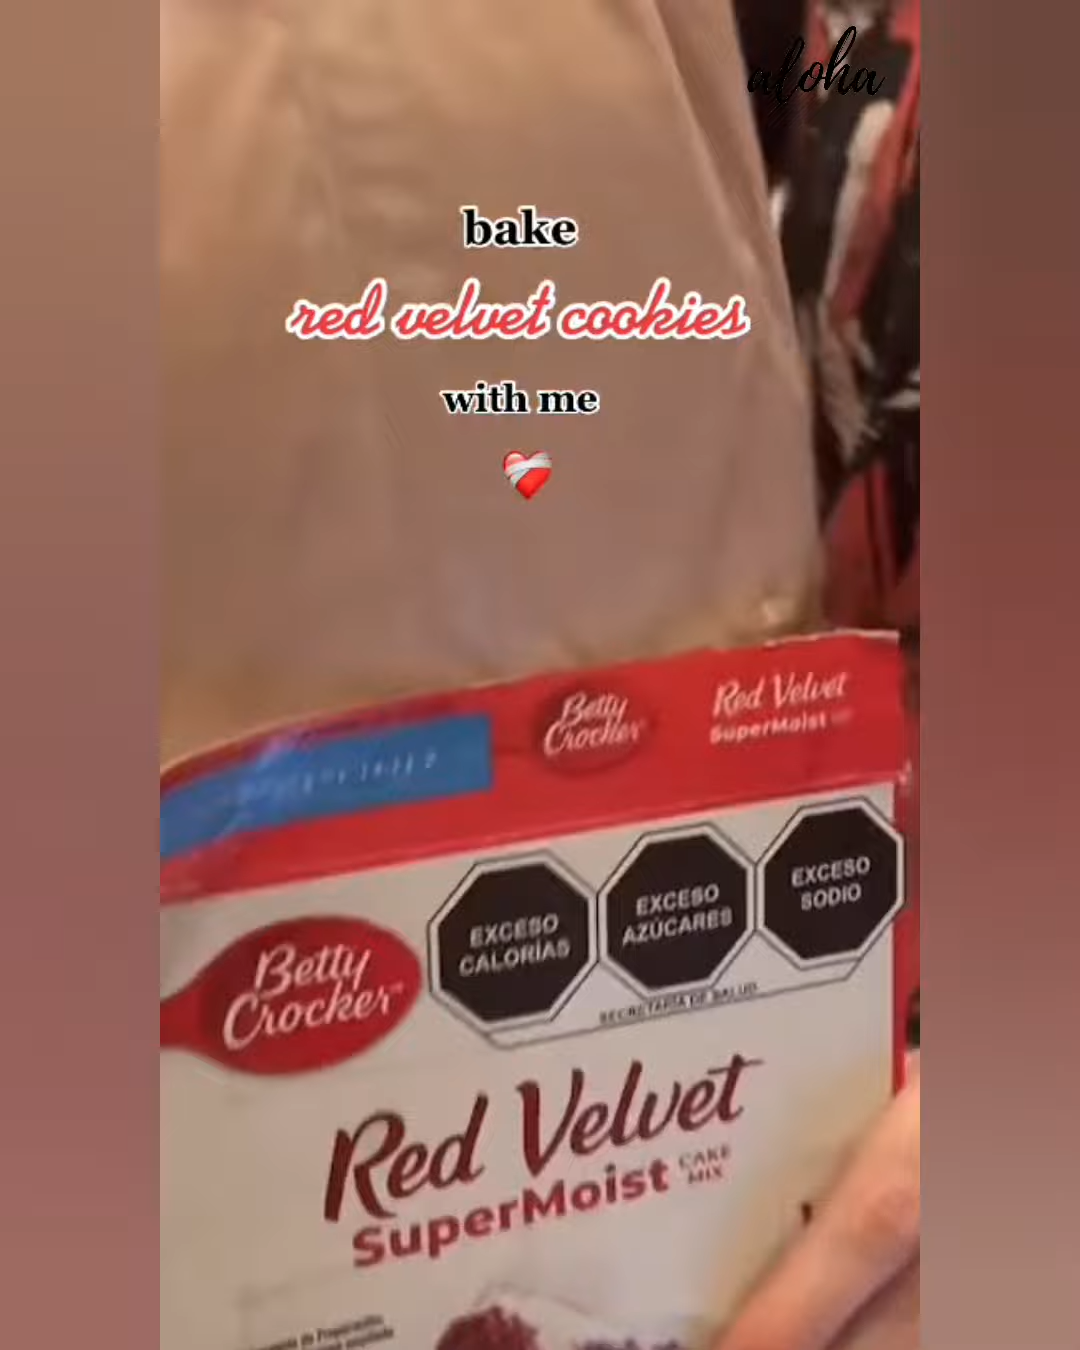 aloha
bake
red velvet cookies
with me
Betty
Crocker
Red Velvet
SuperMoist
EXCESO
CALORÍAS
EXCESO
AZÚCARES
EXCESO
SODIO
SECRETARÍA DE SALUD
Betty
Crocker
Red Velvet
SuperMoist
CAKE
MIX